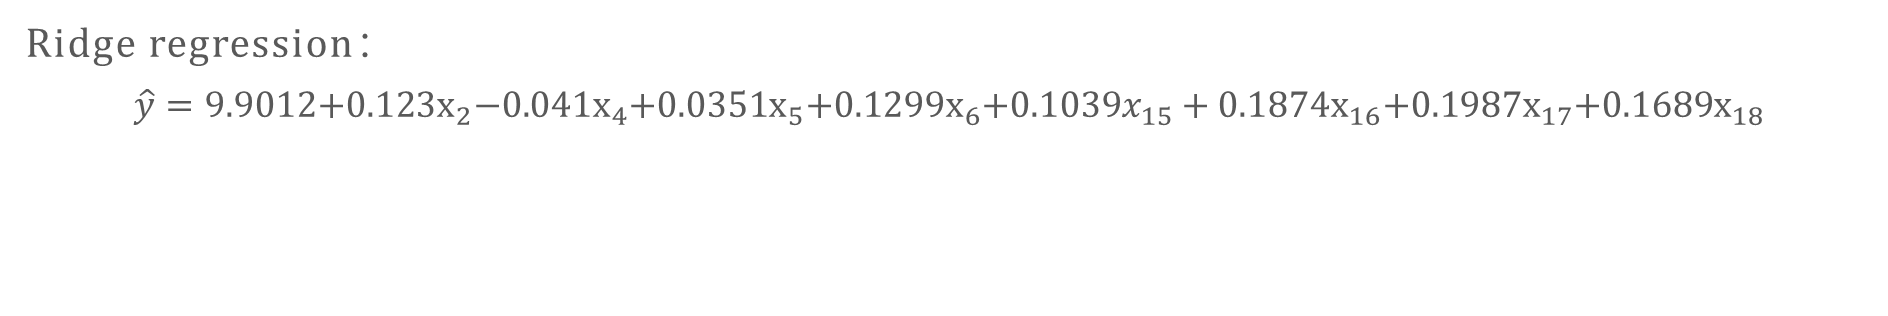 Ridge regression：
ŷ = 9.9012+0.123x₂−0.041x₄+0.0351x₅+0.1299x₆+0.1039x₁₅ + 0.1874x₁₆+0.1987x₁₇+0.1689x₁₈